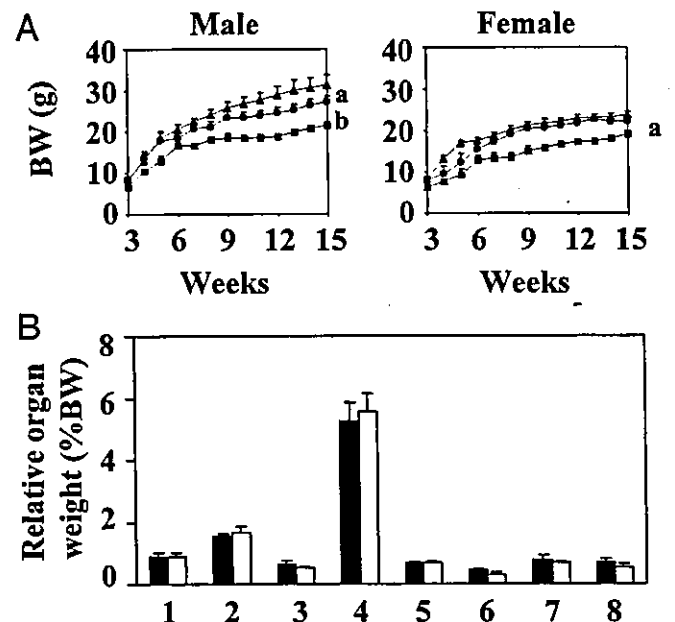 A
Male
Female
40
30
20
10
0
BW (g)
a
b
3 6 9 12 15
Weeks
40
30
20
10
0
a
3 6 9 12 15
Weeks
B
8
6
4
2
0
Relative organ
weight (%BW)
1 2 3 4 5 6 7 8